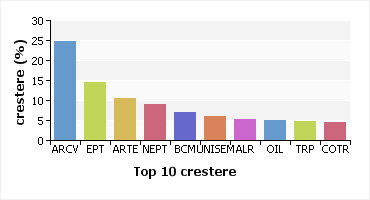 crestere (%)
30
25
20
15
10
5
0
ARCV EPT ARTE NEPT BCM UNISEM ALR OIL TRP COTR
Top 10 crestere